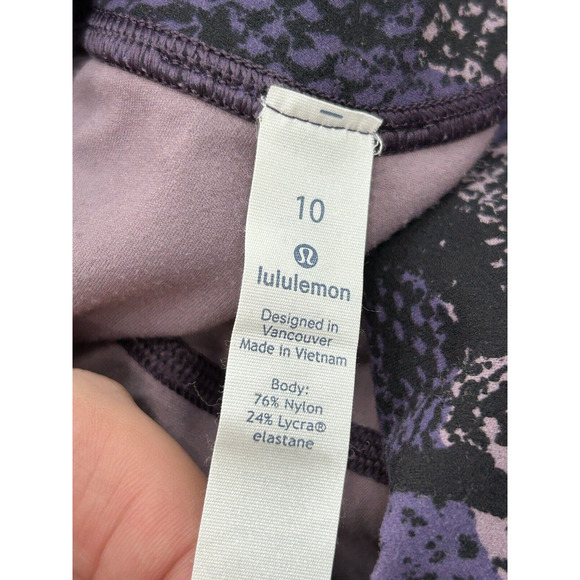 10
lululemon
Designed in
Vancouver
Made in Vietnam
Body:
76% Nylon
24% Lycra®
elastane